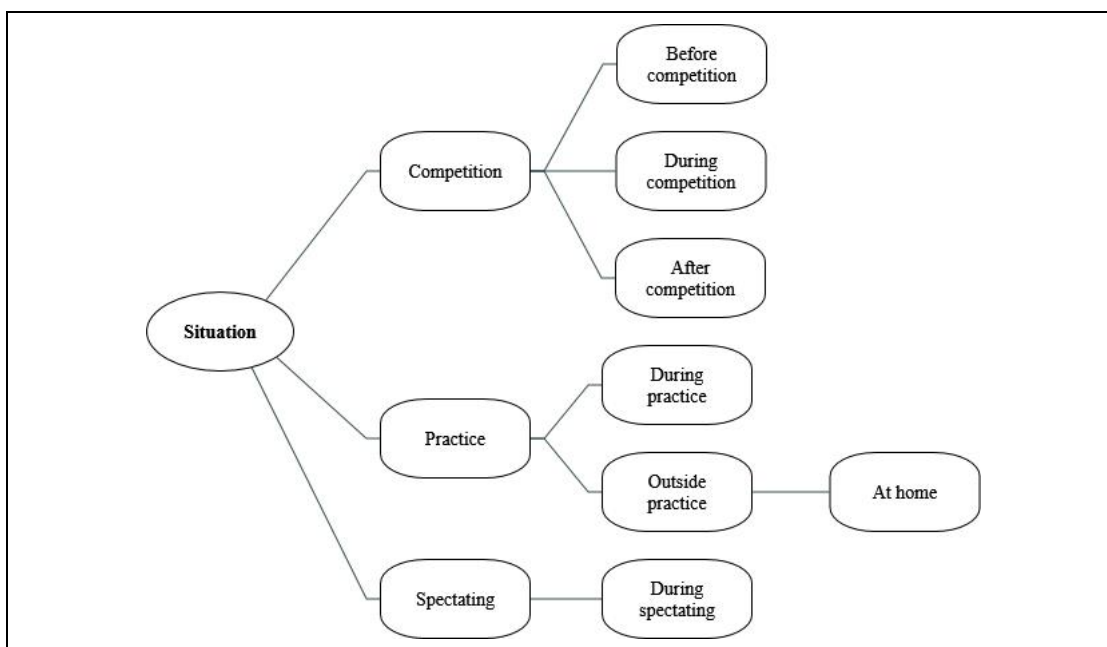 Before
competition
Competition
During
competition
After
competition
Situation
During
practice
Practice
Outside
practice
At home
Spectating
During
spectating